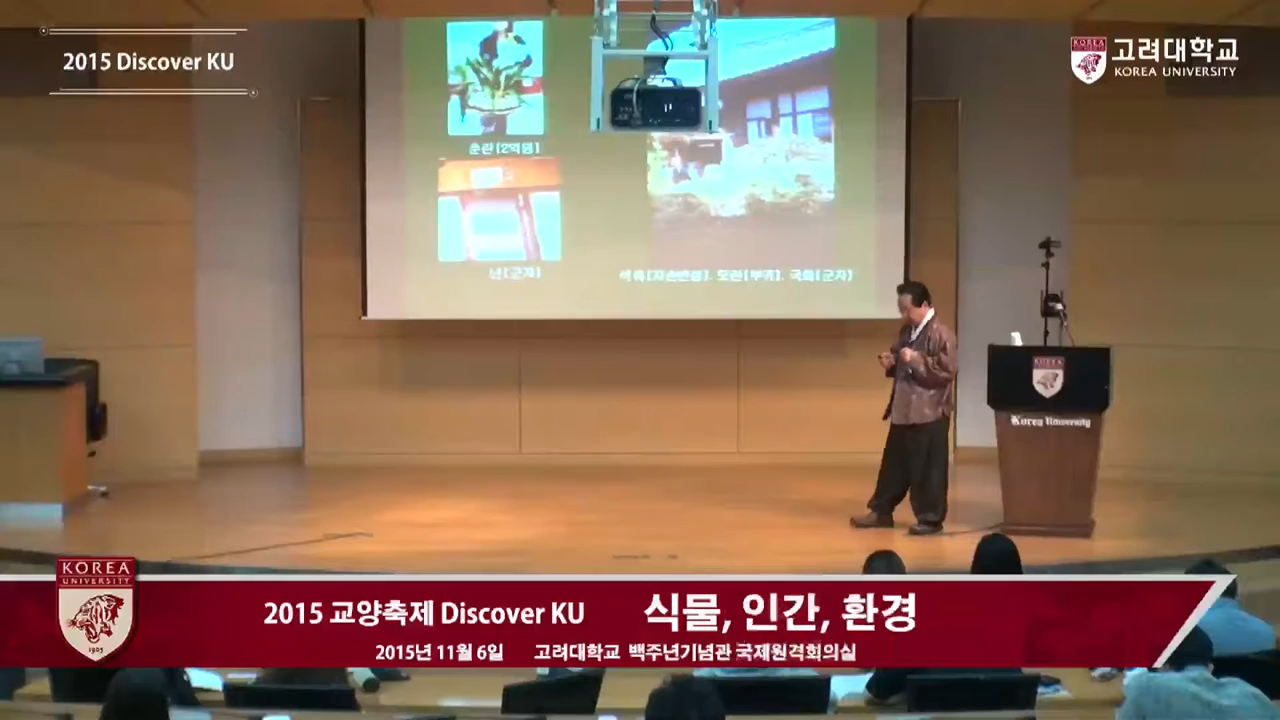 2015 Discover KU
KOREA
고려대학교
KOREA UNIVERSITY
춘란(2억원)
난(군자)
석류(자손번성). 모란(부귀). 국화(군자)
KOREA
Korea University
KOREA
UNIVERSITY
1905
2015 교양축제 Discover KU
식물, 인간, 환경
2015년 11월 6일
고려대학교 백주년기념관 국제원격회의실